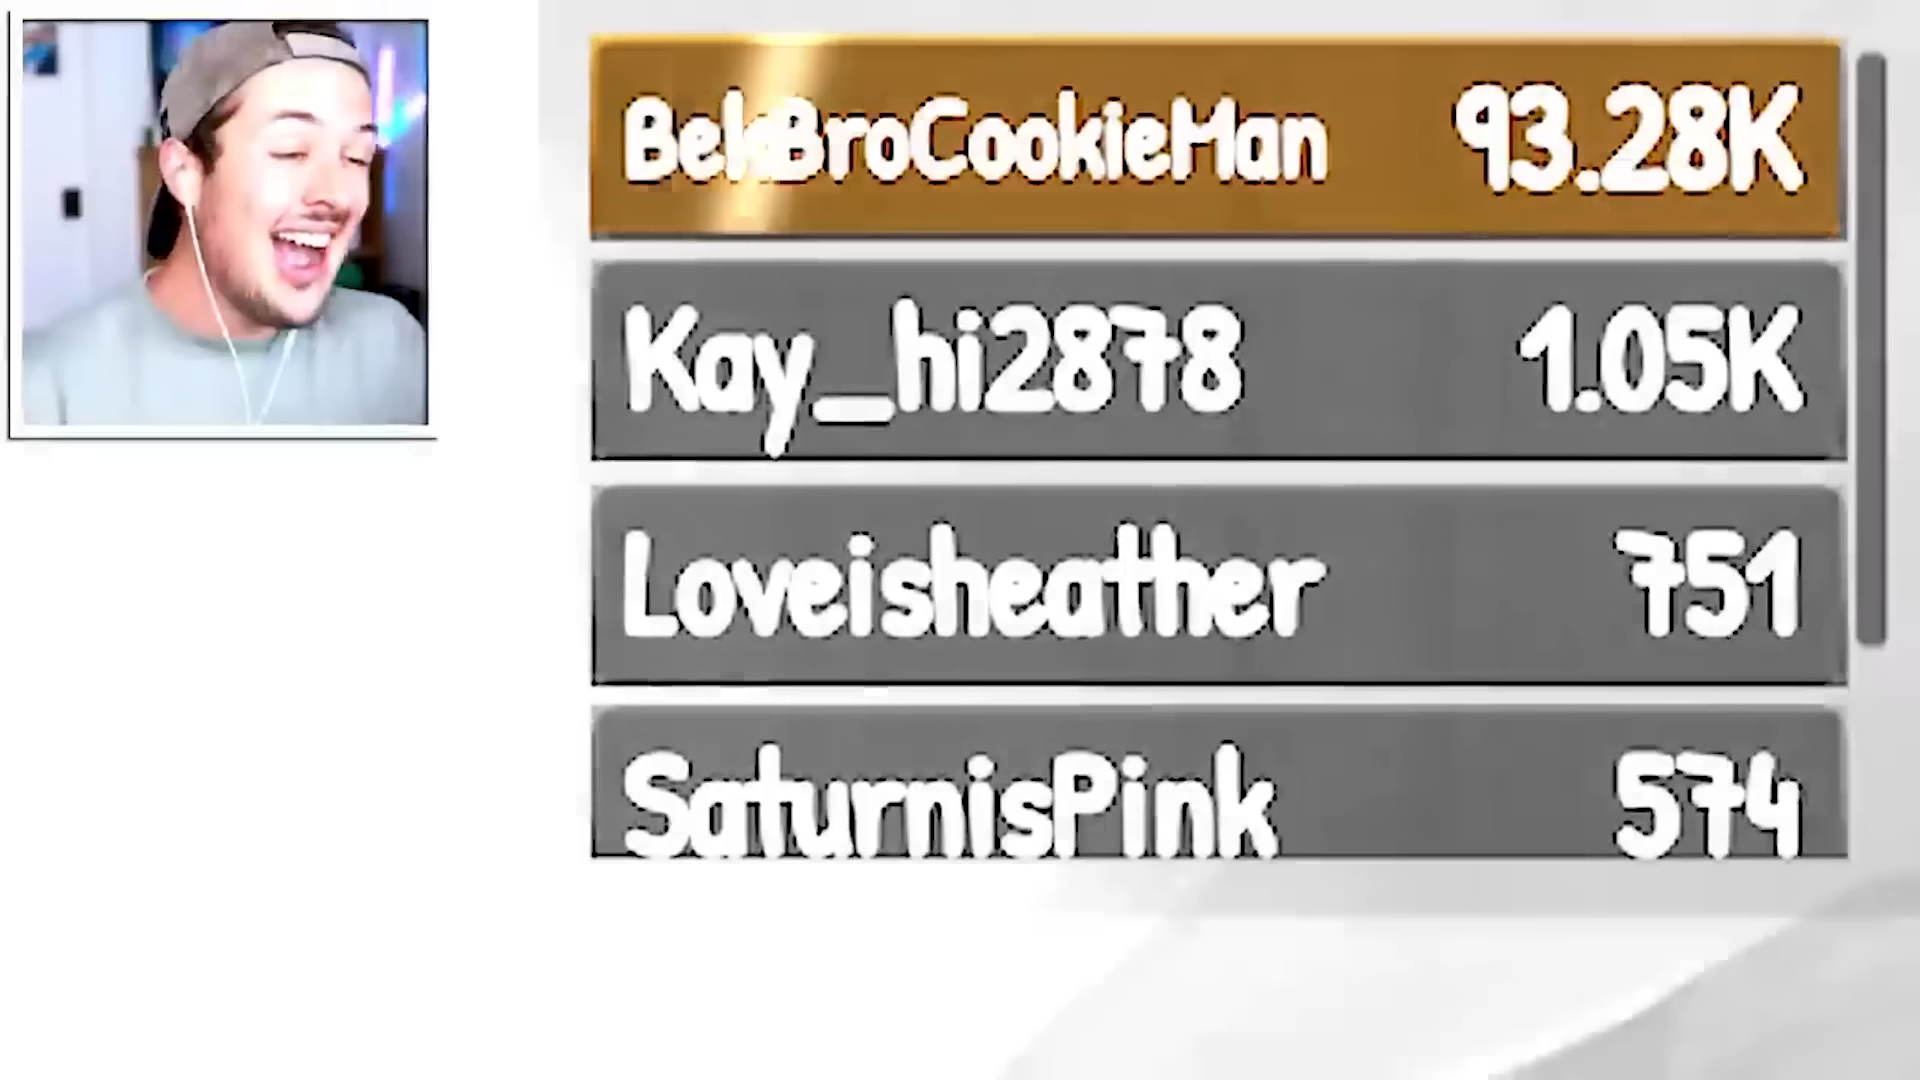 BekBroCookieMan 93.28K
Kay_hi2878 1.05K
Loveisheather 751
SaturnisPink 574